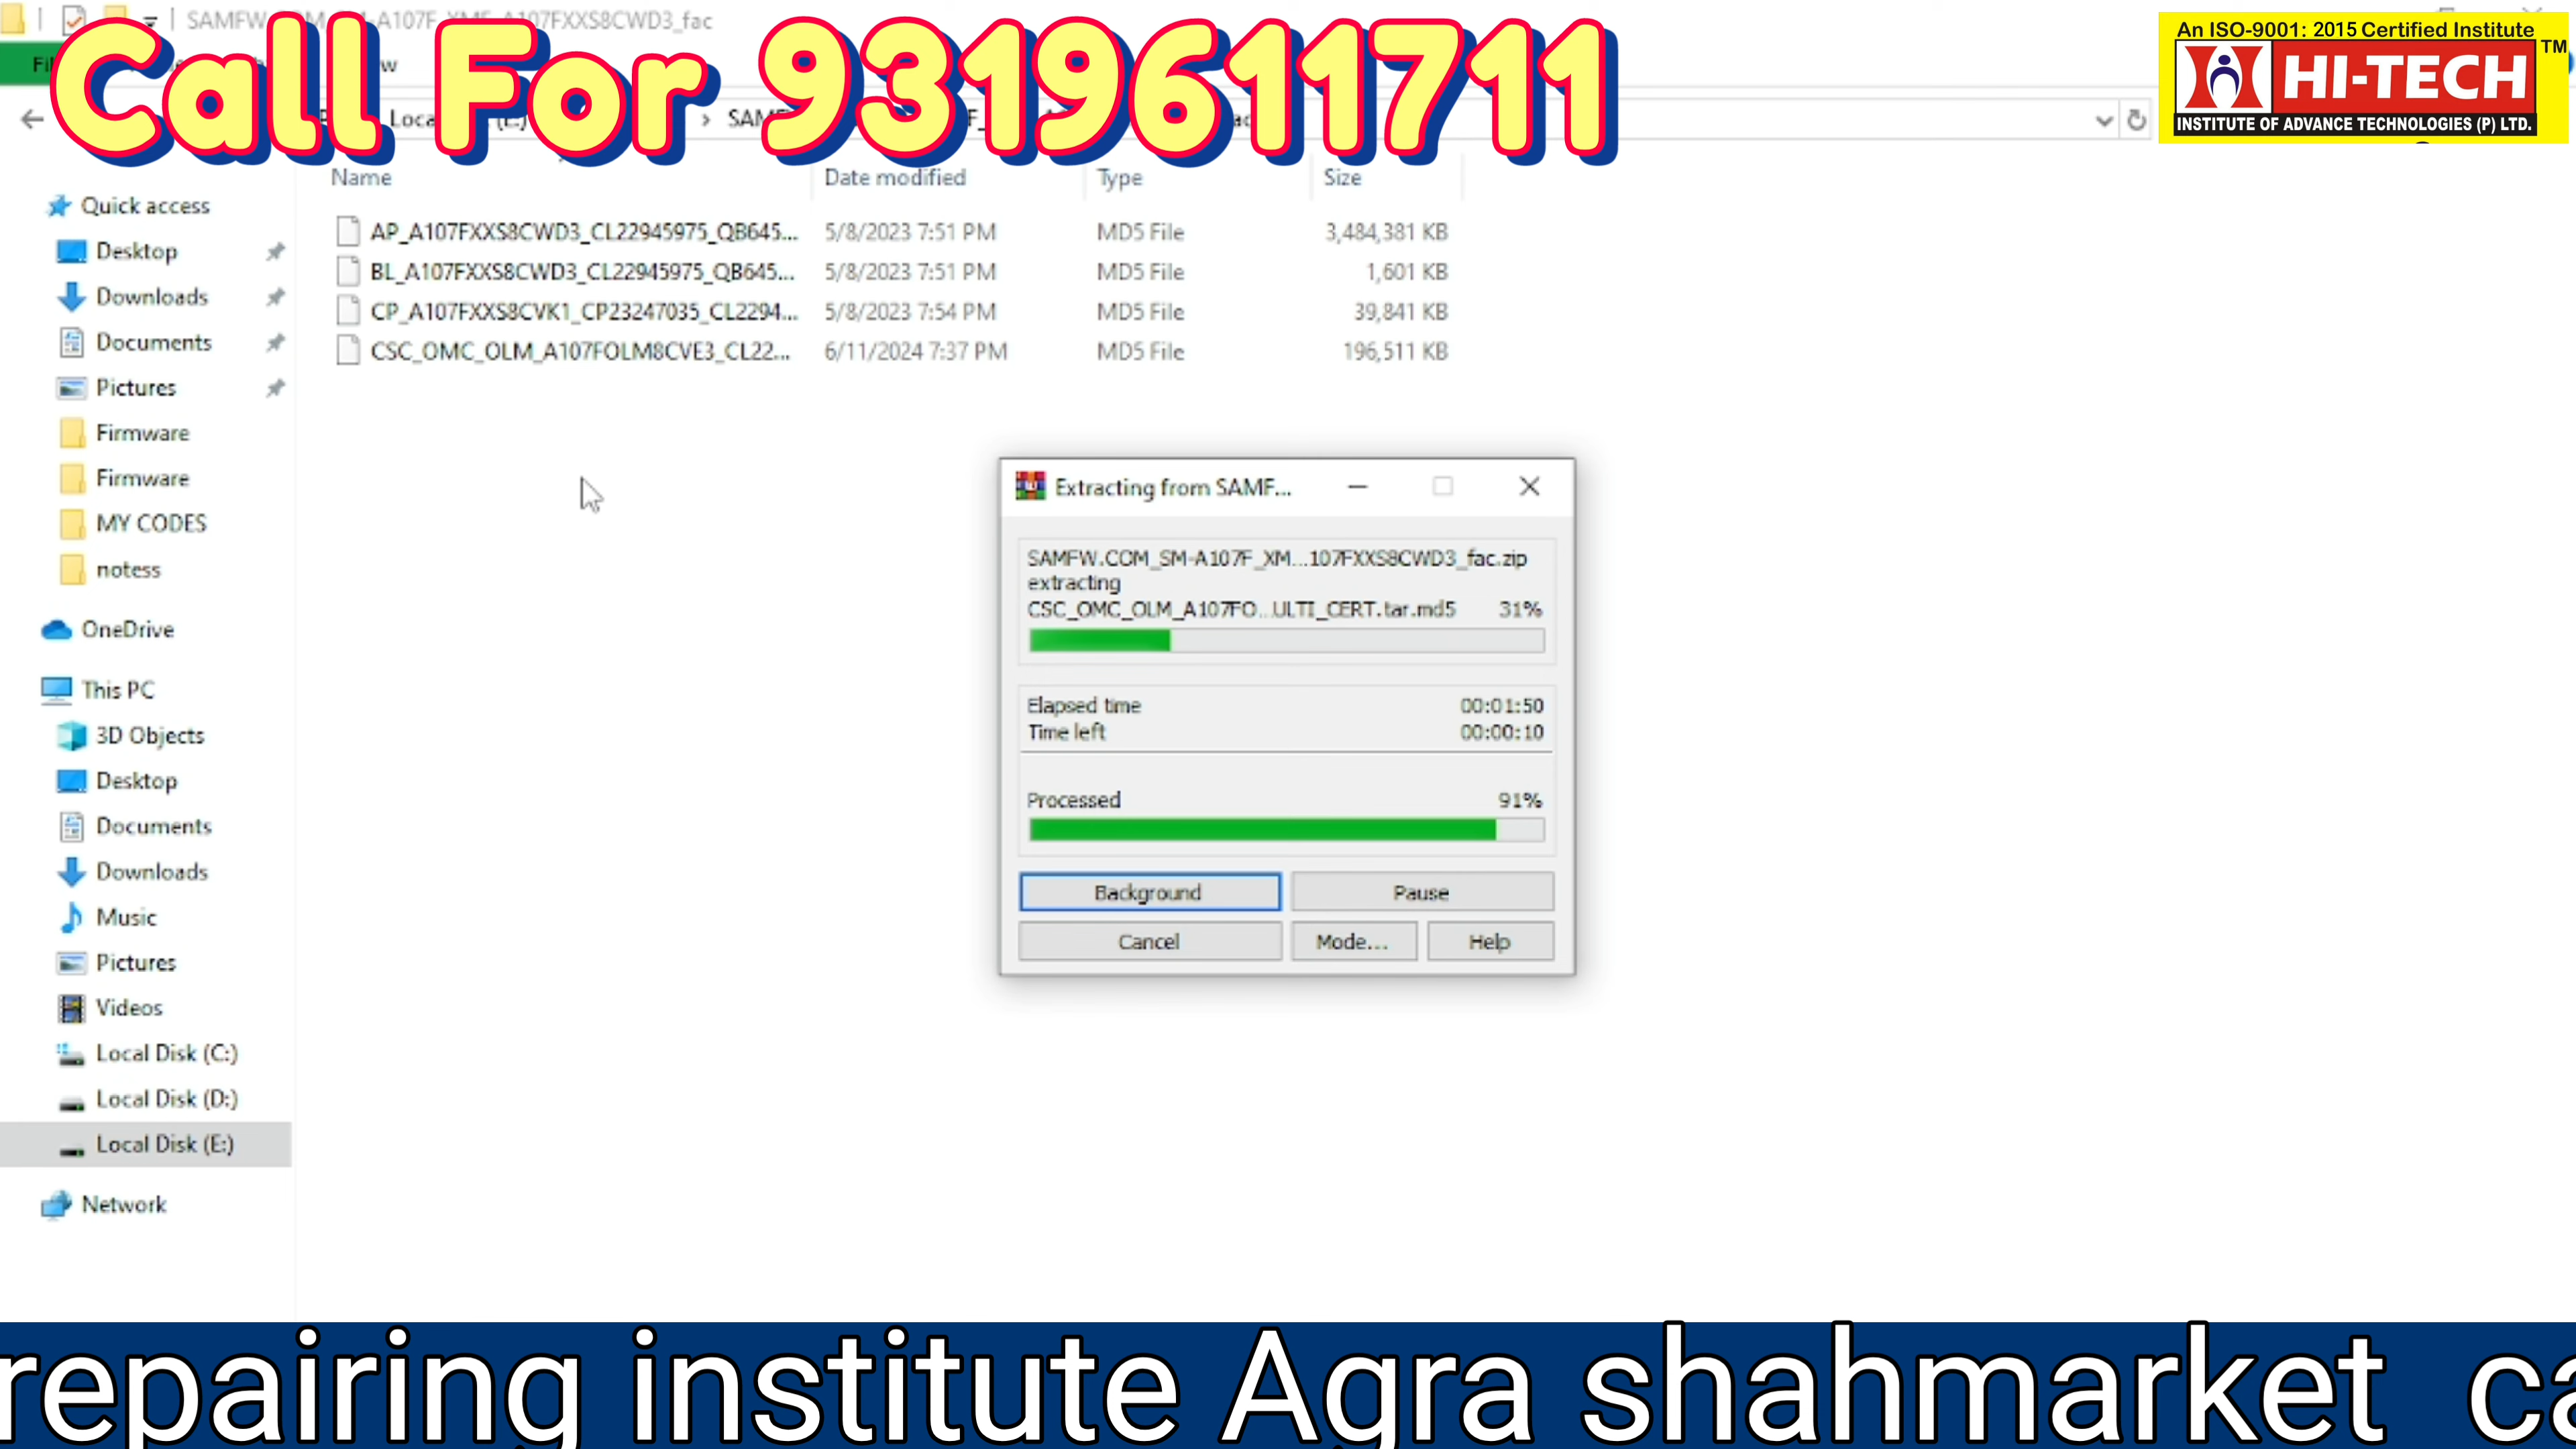 SAMFW.COM_SM-A107F_XME_A107FXXS8CWD3_fac
Call For 9319611711
An ISO-9001: 2015 Certified Institute
TM
HI-TECH
INSTITUTE OF ADVANCE TECHNOLOGIES (P) LTD.
Name Date modified Type Size
AP_A107FXXS8CWD3_CL22945975_QB645... 5/8/2023 7:51 PM MD5 File 3,484,381 KB
BL_A107FXXS8CWD3_CL22945975_QB645... 5/8/2023 7:51 PM MD5 File 1,601 KB
CP_A107FXXS8CVK1_CP23247035_CL2294... 5/8/2023 7:54 PM MD5 File 39,841 KB
CSC_OMC_OLM_A107FOLM8CVE3_CL22... 6/11/2024 7:37 PM MD5 File 196,511 KB
Quick access
Desktop
Downloads
Documents
Pictures
Firmware
Firmware
MY CODES
notess
OneDrive
This PC
3D Objects
Desktop
Documents
Downloads
Music
Pictures
Videos
Local Disk (C:)
Local Disk (D:)
Local Disk (E:)
Network
Extracting from SAMF...
SAMFW.COM_SM-A107F_XM...107FXXS8CWD3_fac.zip
extracting
CSC_OMC_OLM_A107FO...ULTI_CERT.tar.md5 31%
Elapsed time 00:01:50
Time left 00:00:10
Processed 91%
Background Pause
Cancel Mode... Help
repairing institute Agra shahmarket ca